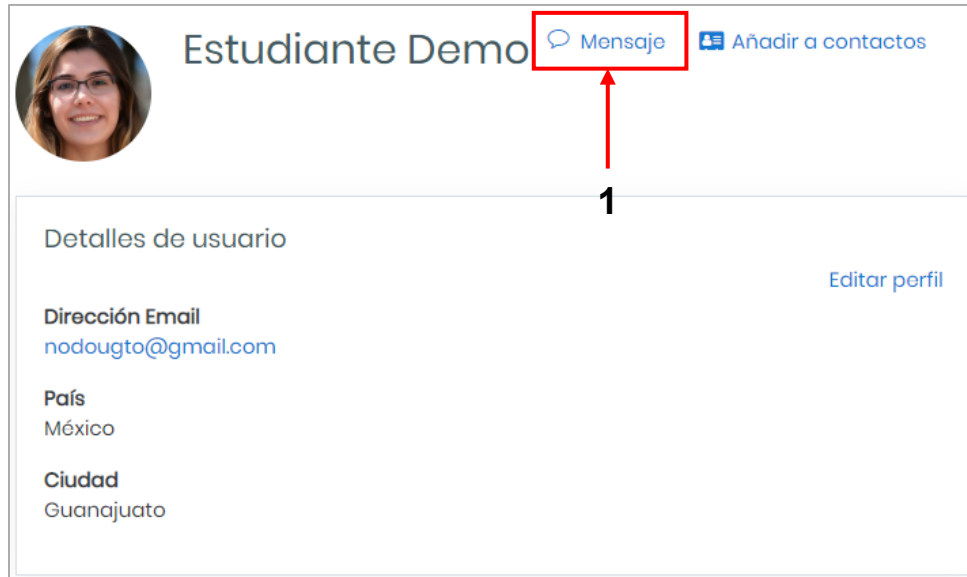 Estudiante Demo Mensaje Añadir a contactos
1
Detalles de usuario
Editar perfil
Dirección Email
nodougto@gmail.com
País
México
Ciudad
Guanajuato